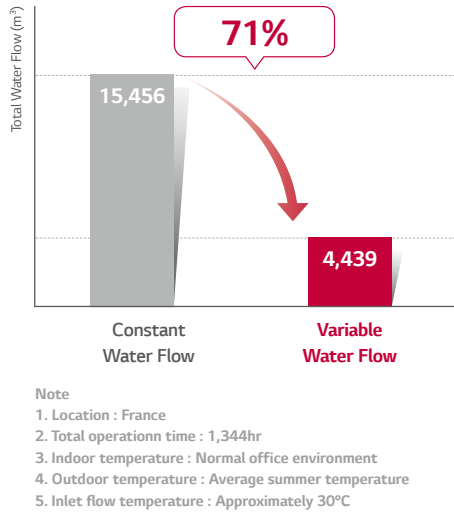 71%
Total Water Flow (m³)
15,456
4,439
Constant
Water Flow
Variable
Water Flow
Note
1. Location : France
2. Total operationn time : 1,344hr
3. Indoor temperature : Normal office environment
4. Outdoor temperature : Average summer temperature
5. Inlet flow temperature : Approximately 30°C